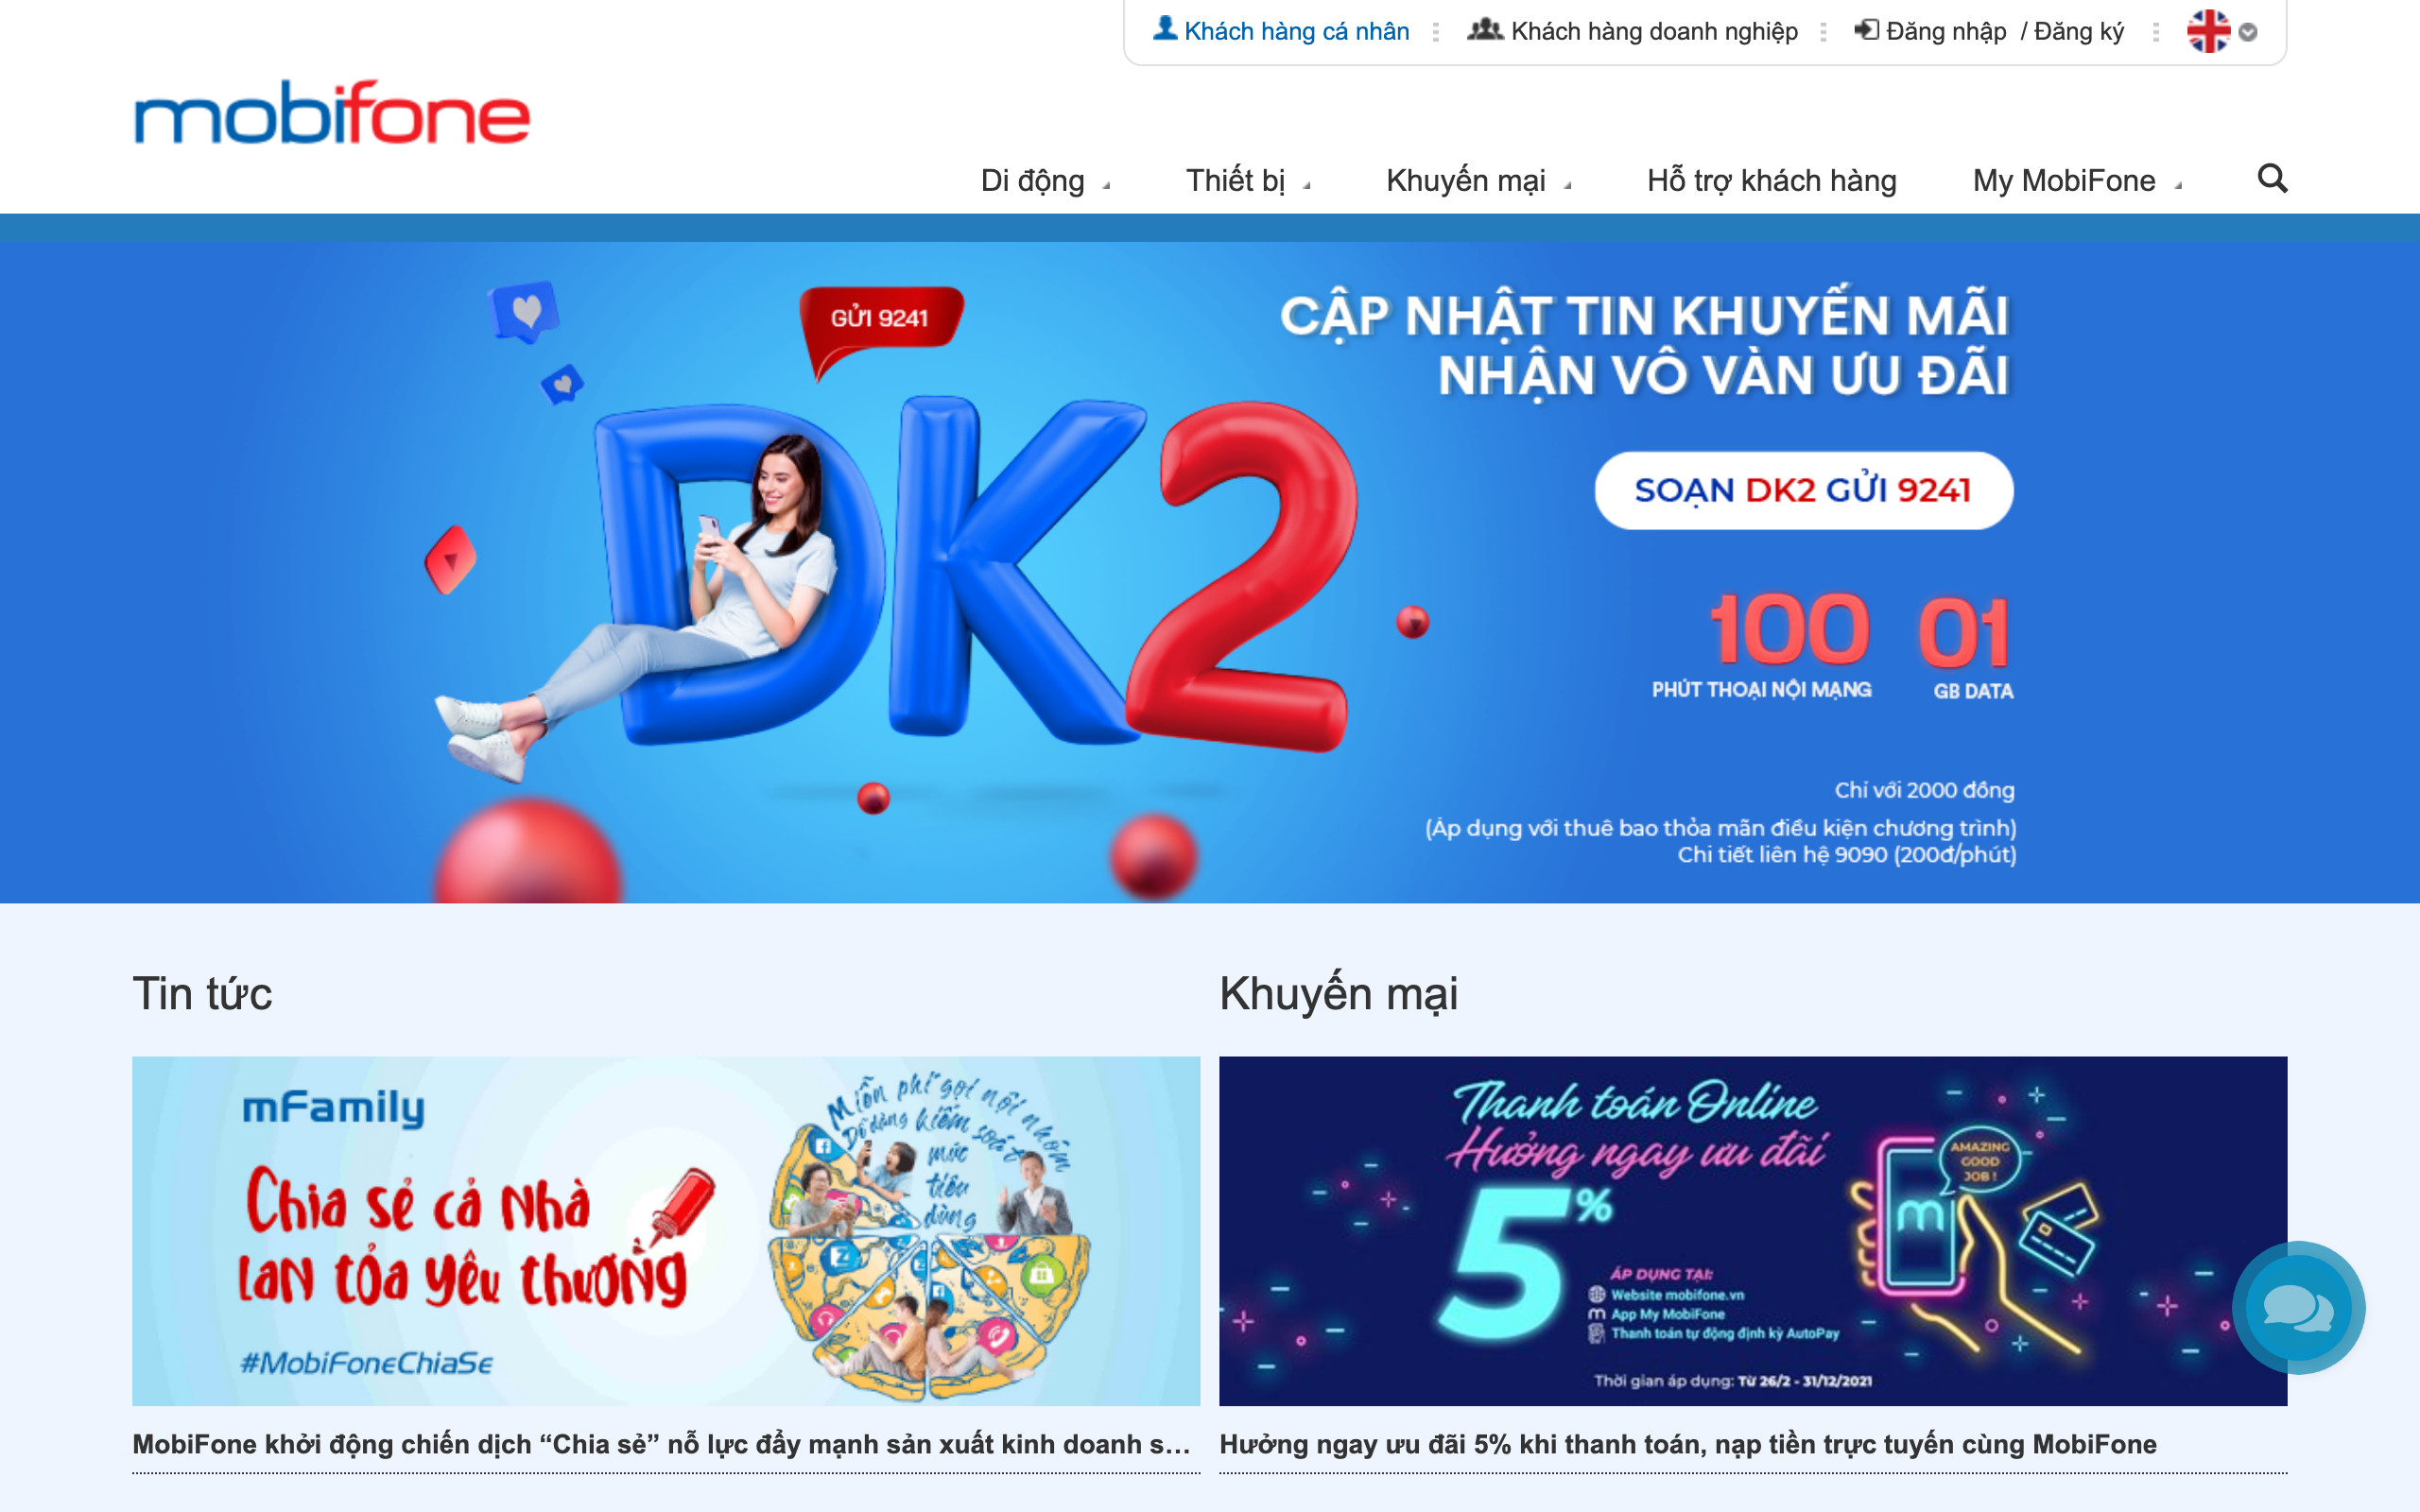 Khách hàng cá nhân
Khách hàng doanh nghiệp
Đăng nhập / Đăng ký
mobifone
Di động
Thiết bị
Khuyến mại
Hỗ trợ khách hàng
My MobiFone
GỬI 9241
DK2
CẬP NHẬT TIN KHUYẾN MÃI
NHẬN VÔ VÀN ƯU ĐÃI
SOẠN DK2 GỬI 9241
100 01
PHÚT THOẠI NỘI MẠNG GB DATA
Chỉ với 2000 đồng
(Áp dụng với thuê bao thỏa mãn điều kiện chương trình)
Chi tiết liên hệ 9090 (200đ/phút)
Tin tức
mFamily
Chia sẻ cả nhà
lan tỏa yêu thương
#MobiFoneChiaSe
Miễn phí gọi nội nhóm
Dễ dàng kiểm soát
mức
tiêu
dùng
MobiFone khởi động chiến dịch “Chia sẻ” nỗ lực đẩy mạnh sản xuất kinh doanh s...
Khuyến mại
Thanh toán Online
Hưởng ngay ưu đãi
5%
AMAZING
GOOD
JOB!
m
ÁP DỤNG TẠI:
Website mobifone.vn
m App My MobiFone
Thanh toán tự động định kỳ AutoPay
Thời gian áp dụng: Từ 26/2 - 31/12/2021
Hưởng ngay ưu đãi 5% khi thanh toán, nạp tiền trực tuyến cùng MobiFone